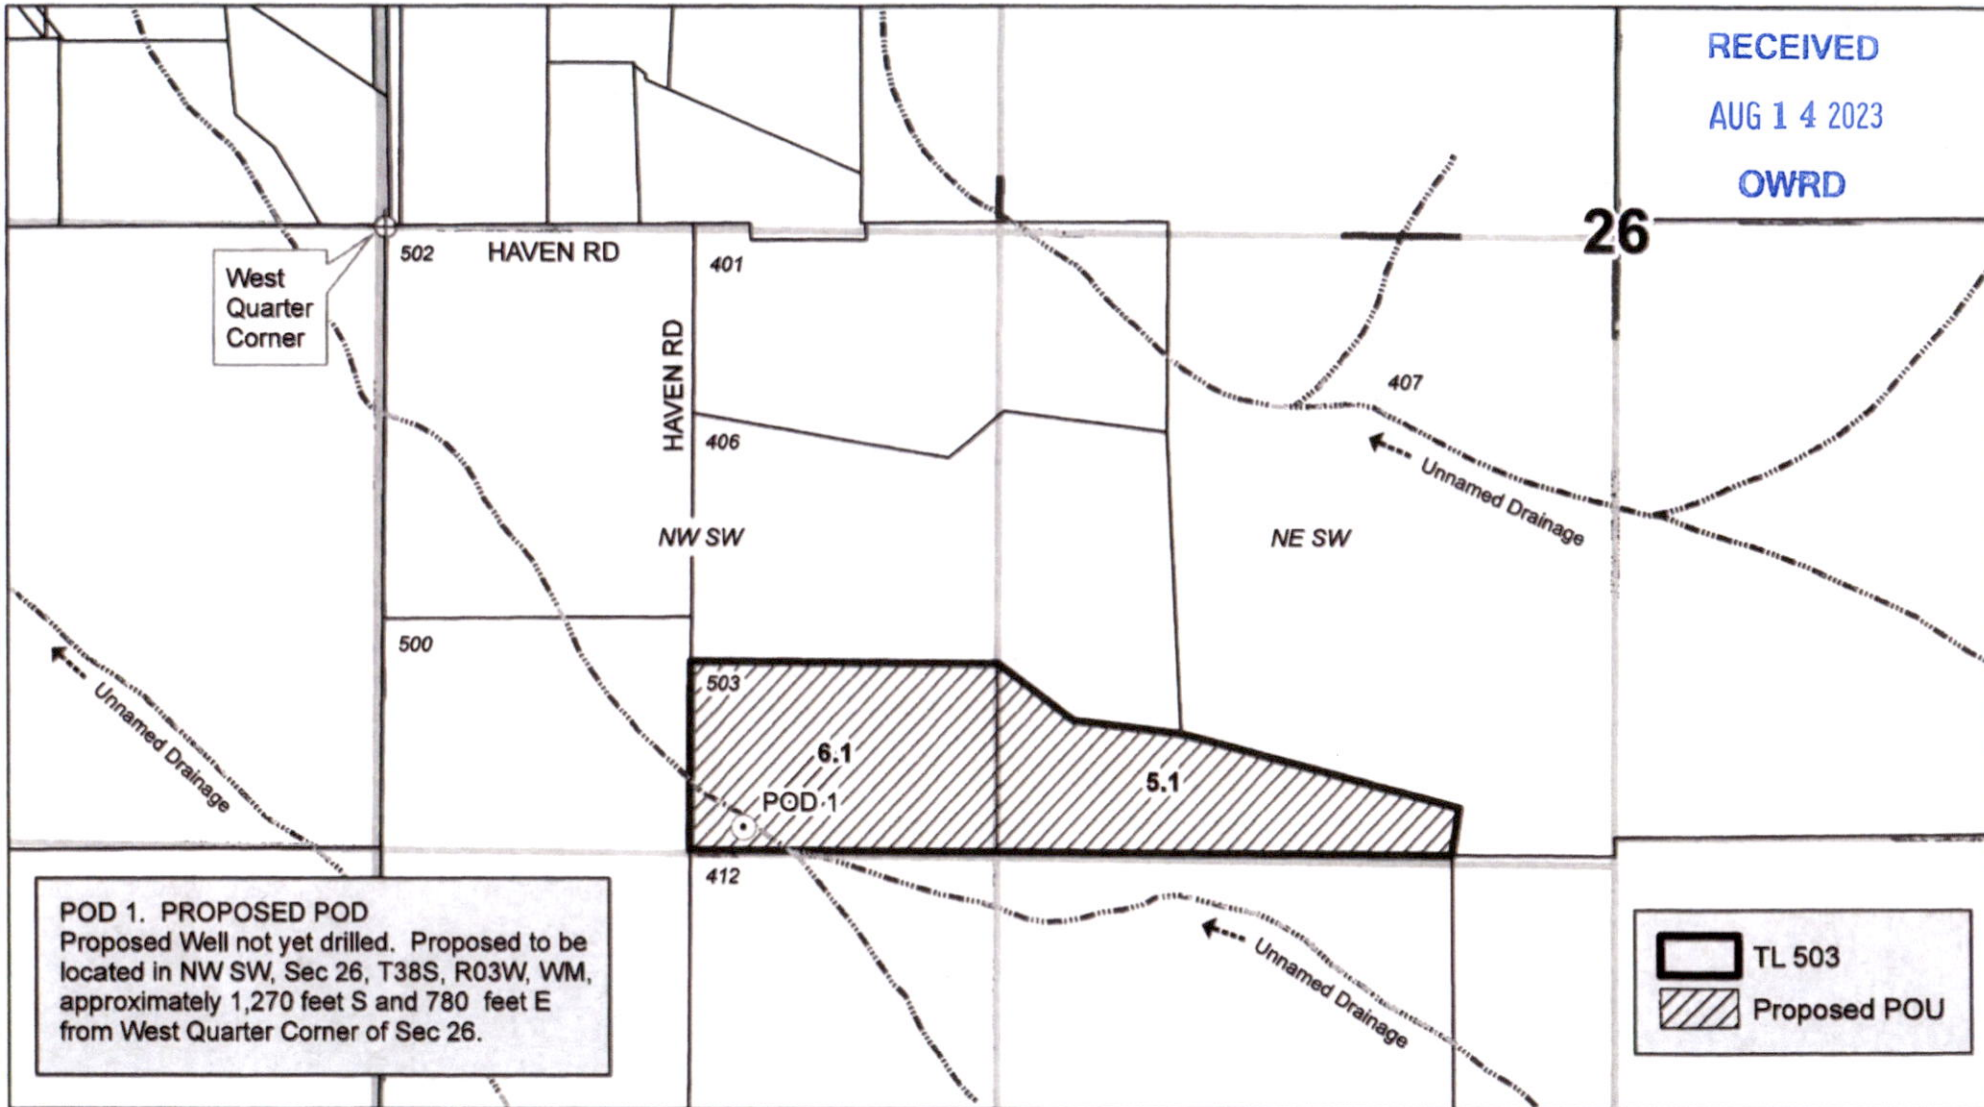 RECEIVED
AUG 14 2023
OWRD
26
West
Quarter
Corner
502
HAVEN RD
401
HAVEN RD
407
406
Unnamed Drainage
NW SW
NE SW
500
503
Unnamed Drainage
6.1
5.1
POD 1
412
POD 1. PROPOSED POD
Proposed Well not yet drilled. Proposed to be
located in NW SW, Sec 26, T38S, R03W, WM,
approximately 1,270 feet S and 780 feet E
from West Quarter Corner of Sec 26.
Unnamed Drainage
TL 503
Proposed POU